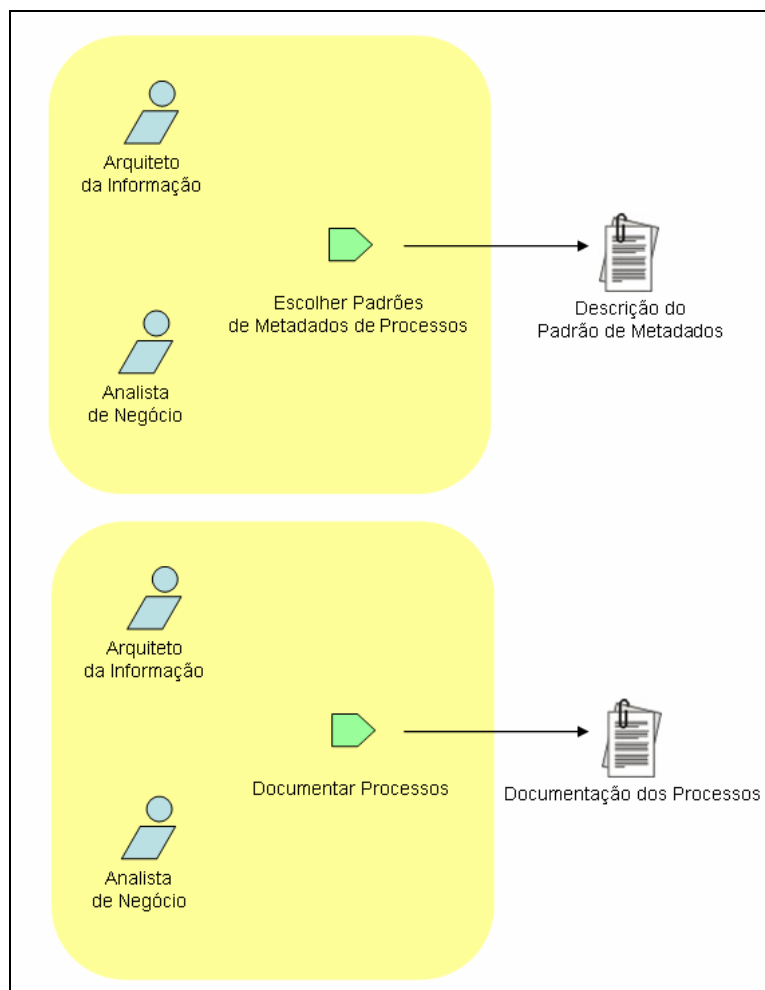 Arquiteto
da Informação
Escolher Padrões
de Metadados de Processos
Descrição do
Padrão de Metadados
Analista
de Negócio
Arquiteto
da Informação
Documentar Processos
Documentação dos Processos
Analista
de Negócio